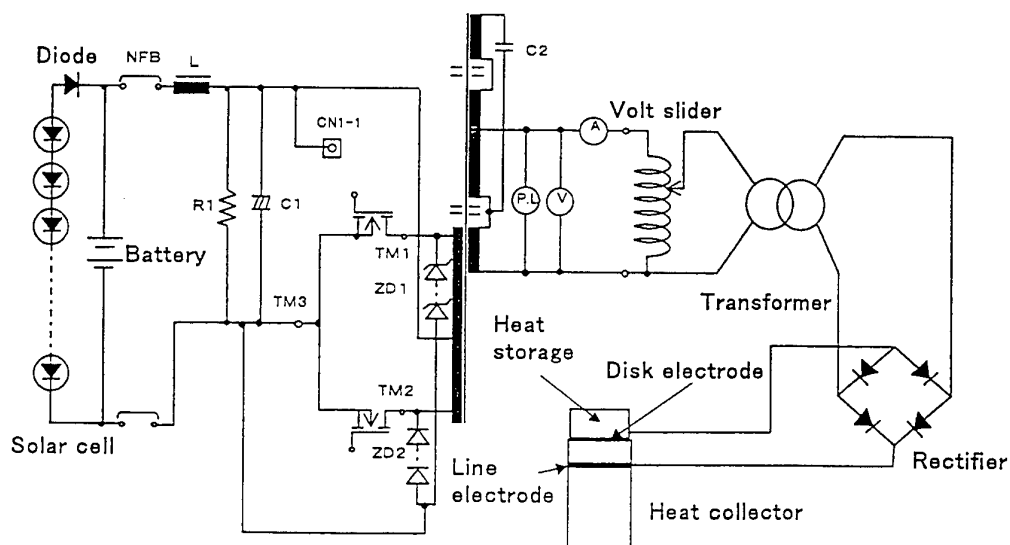 Diode
NFB
L
C2
Volt slider
A
CN1-1
P.L
V
R1
C1
Battery
TM1
ZD1
TM3
Transformer
Heat
storage
Disk electrode
TM2
Solar cell
ZD2
Line
electrode
Rectifier
Heat collector